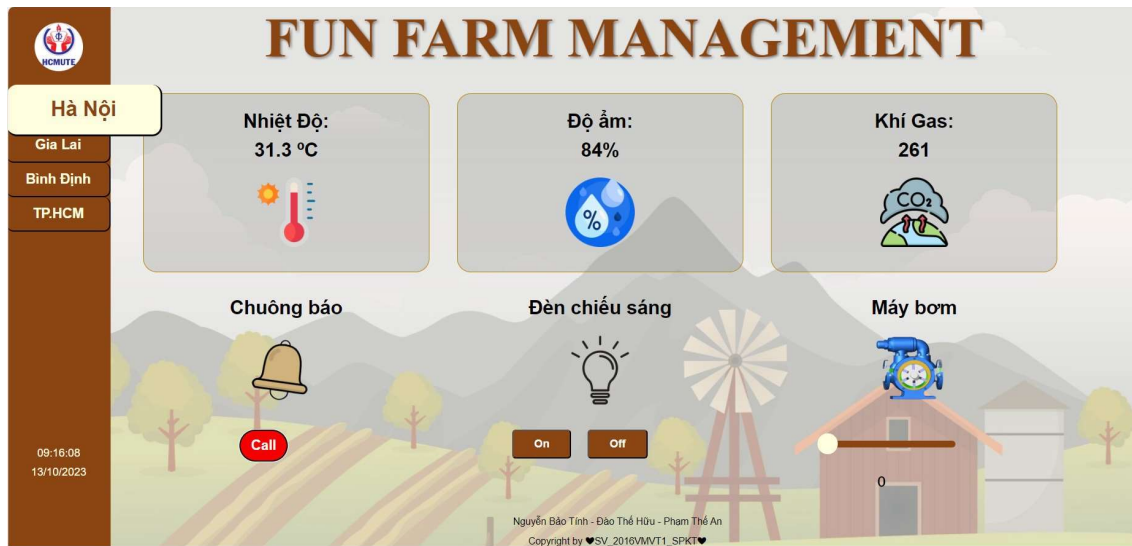 FUN FARM MANAGEMENT
HCMUTE
Hà Nội
Gia Lai
Bình Định
TP.HCM
Nhiệt Độ:
31.3 ºC
Độ ẩm:
84%
%
Khí Gas:
261
CO₂
Chuông báo
Call
Đèn chiếu sáng
On
Off
Máy bơm
0
09:16:08
13/10/2023
Nguyễn Bảo Tính - Đào Thế Hữu - Phạm Thế An
Copyright by ♥SV_2016VMVT1_SPKT♥